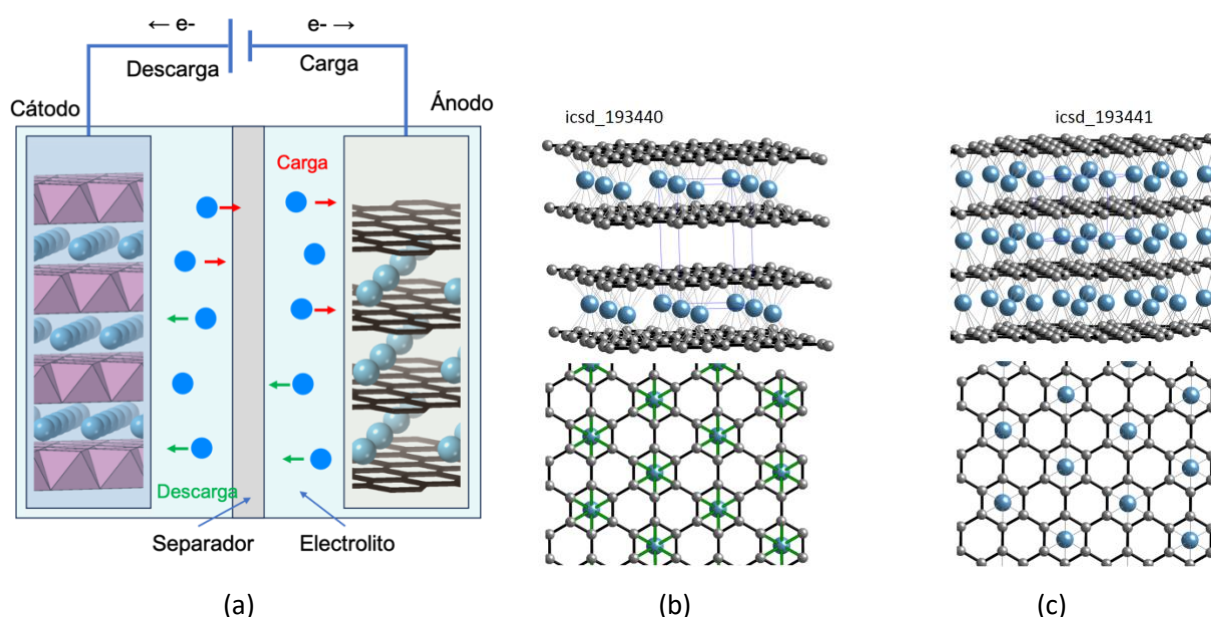 ← e-
e- →
Descarga
Carga
Cátodo
Ánodo
Carga
Descarga
Separador
Electrolito
(a)
icsd_193440
(b)
icsd_193441
(c)